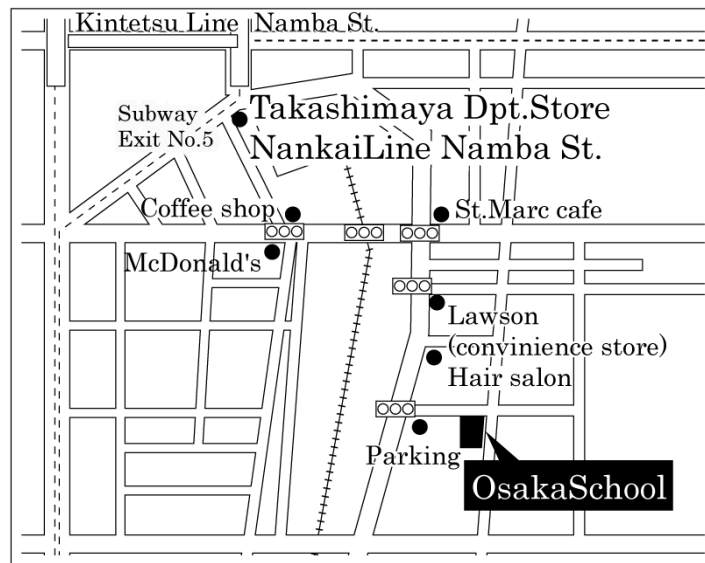 Kintetsu Line Namba St.
Subway
Exit No.5
Takashimaya Dpt.Store
NankaiLine Namba St.
Coffee shop
St.Marc cafe
McDonald's
Lawson
(convinience store)
Hair salon
Parking
OsakaSchool